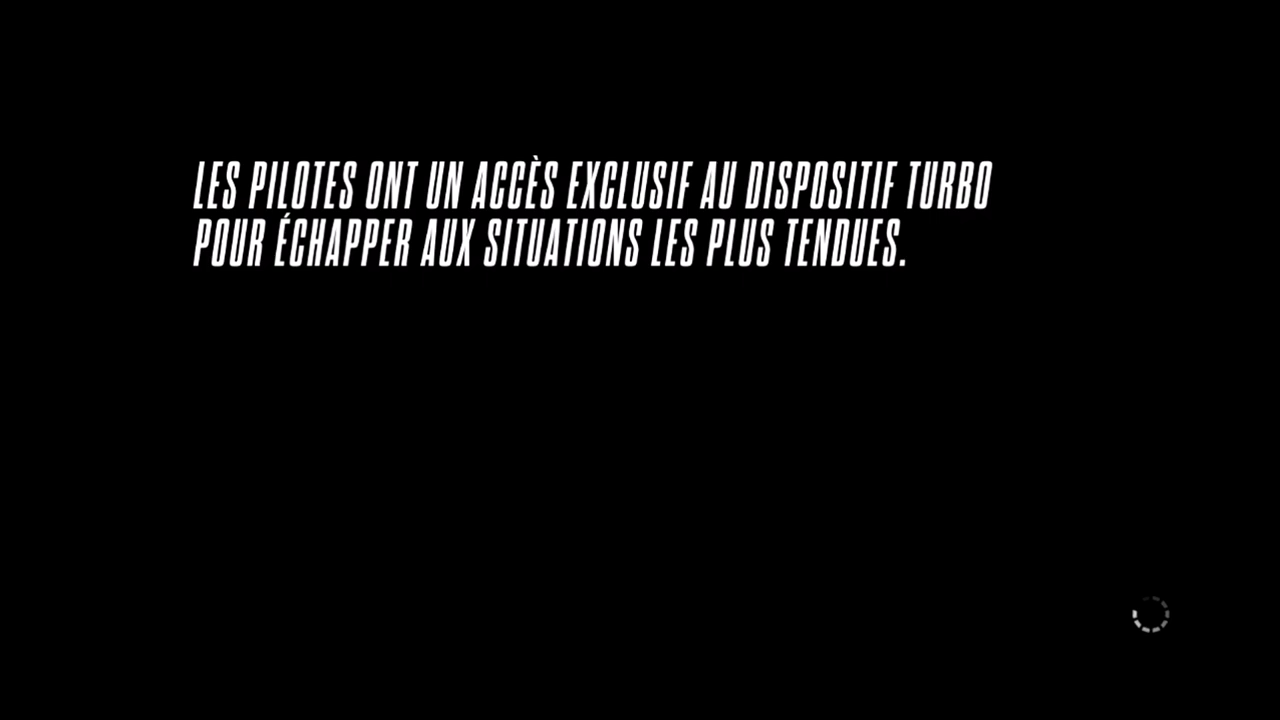 LES PILOTES ONT UN ACCÈS EXCLUSIF AU DISPOSITIF TURBO
POUR ÉCHAPPER AUX SITUATIONS LES PLUS TENDUES.